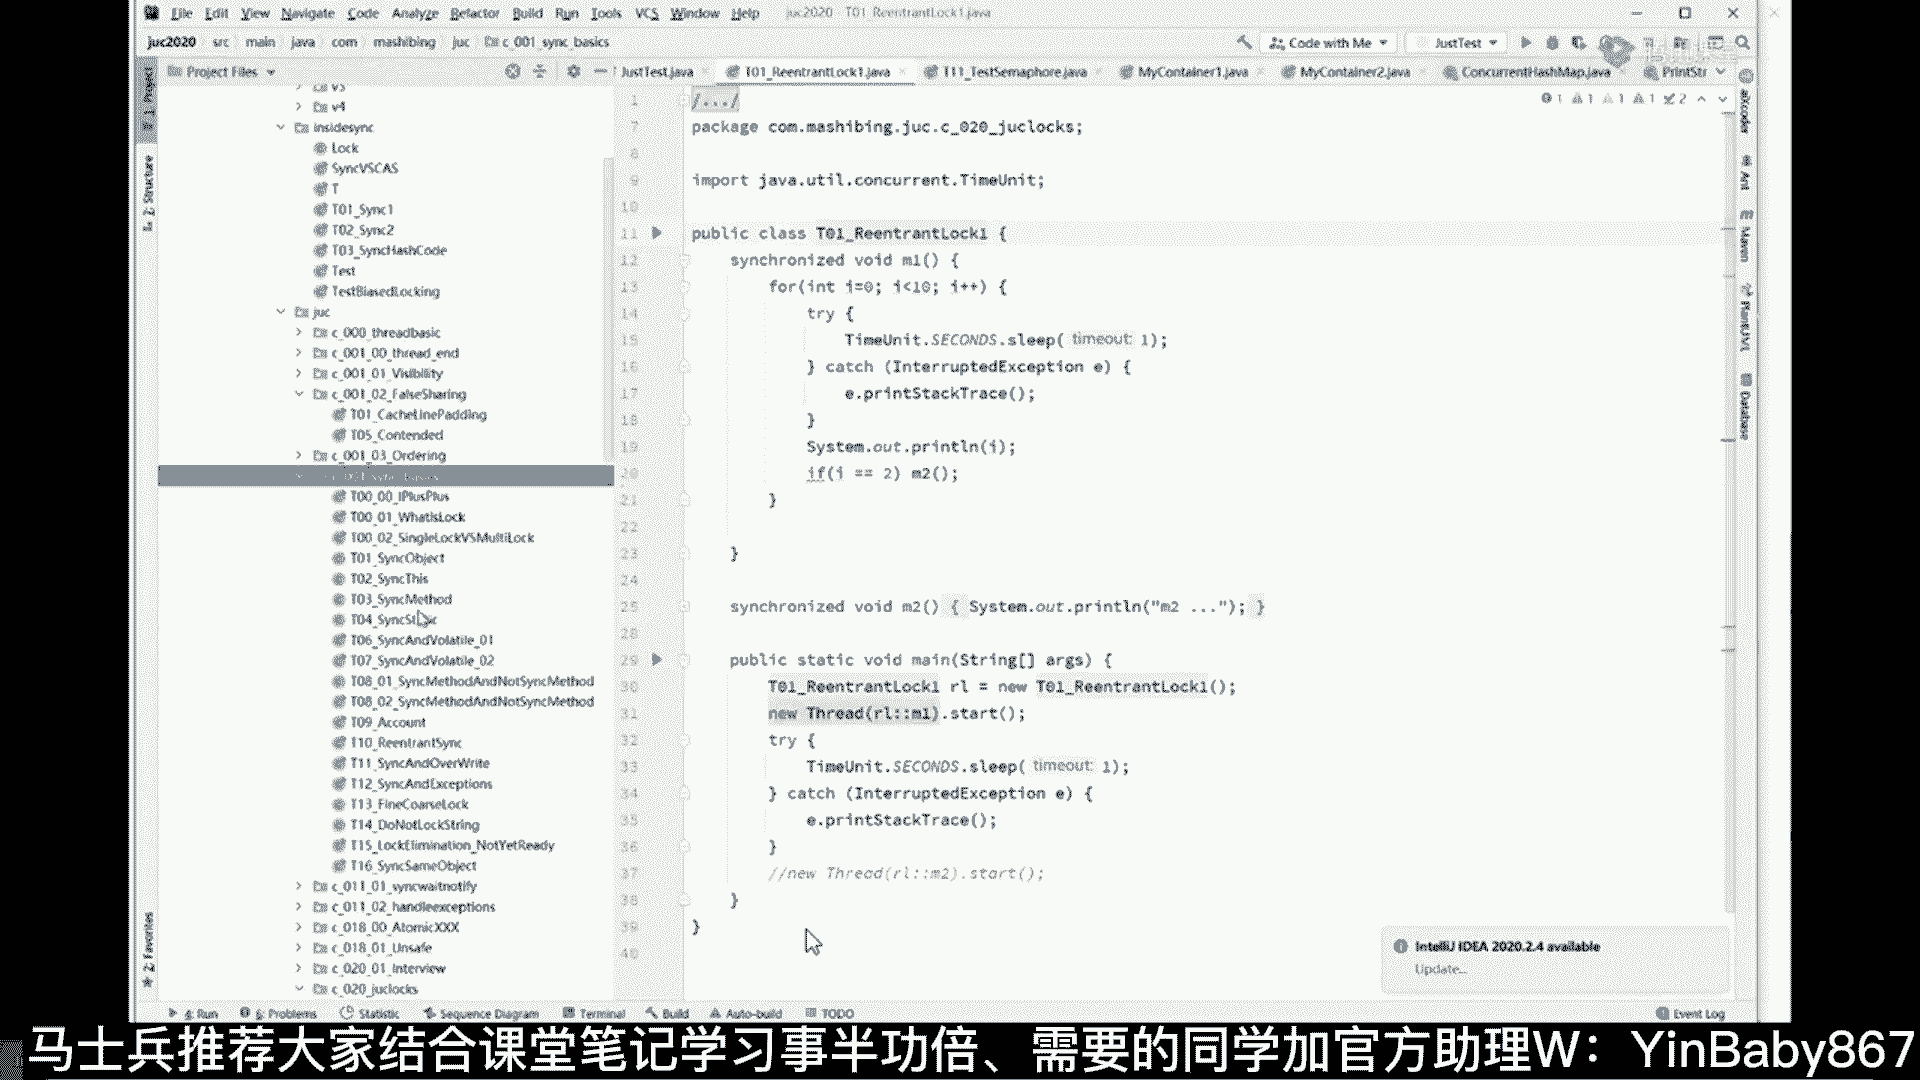 File Edit View Navigate Code Analyze Refactor Build Run Tools VCS Window Help juc2020 - T01_ReentrantLock1.java
juc2020 src main java com mashibing juc c_001_sync_basics Code with Me JustTest
Project Files JustTest.java T01_ReentrantLock1.java T11_TestSemaphore.java MyContainer1.java MyContainer2.java ConcurrentHashMap.java PrintStr
1: Project
2: Structure
2: Favorites
v3
v4
insidesync
Lock
SyncVSCAS
T
T01_Sync1
T02_Sync2
T03_SyncHashCode
Test
TestBiasedLocking
juc
c_000_threadbasic
c_001_00_thread_end
c_001_01_Visibility
c_001_02_FalseSharing
T01_CacheLinePadding
T05_Contended
c_001_03_Ordering
c_001_sync_basics
T00_00_IPlusPlus
T00_01_WhatIsLock
T00_02_SingleLockVSMultiLock
T01_SyncObject
T02_SyncThis
T03_SyncMethod
T04_SyncStatic
T06_SyncAndVolatile_01
T07_SyncAndVolatile_02
T08_01_SyncMethodAndNotSyncMethod
T08_02_SyncMethodAndNotSyncMethod
T09_Account
T10_ReentrantSync
T11_SyncAndOverWrite
T12_SyncAndExceptions
T13_FineCoarseLock
T14_DoNotLockString
T15_LockElimination_NotYetReady
T16_SyncSameObject
c_011_01_syncwaitnotify
c_011_02_handleexceptions
c_018_00_AtomicXXX
c_018_01_Unsafe
c_020_01_Interview
c_020_juclocks
1 /.../ 1 1 1 1 2
7 package com.mashibing.juc.c_020_juclocks;
8
9 import java.util.concurrent.TimeUnit;
10
11 public class T01_ReentrantLock1 {
12 synchronized void m1() {
13 for(int i=0; i<10; i++) {
14 try {
15 TimeUnit.SECONDS.sleep( timeout: 1);
16 } catch (InterruptedException e) {
17 e.printStackTrace();
18 }
19 System.out.println(i);
20 if(i == 2) m2();
21 }
22
23 }
24
25 synchronized void m2() { System.out.println("m2 ..."); }
28
29 public static void main(String[] args) {
30 T01_ReentrantLock1 rl = new T01_ReentrantLock1();
31 new Thread(rl::m1).start();
32 try {
33 TimeUnit.SECONDS.sleep( timeout: 1);
34 } catch (InterruptedException e) {
35 e.printStackTrace();
36 }
37 //new Thread(rl::m2).start();
38 }
39 }
40
aiXcoder
Ant
Maven
PlantUML
Database
IntelliJ IDEA 2020.2.4 available
Update...
4: Run 6: Problems Statistic Sequence Diagram Terminal Build Auto-build TODO Event Log
马士兵推荐大家结合课堂笔记学习事半功倍、需要的同学加官方助理W：YinBaby867